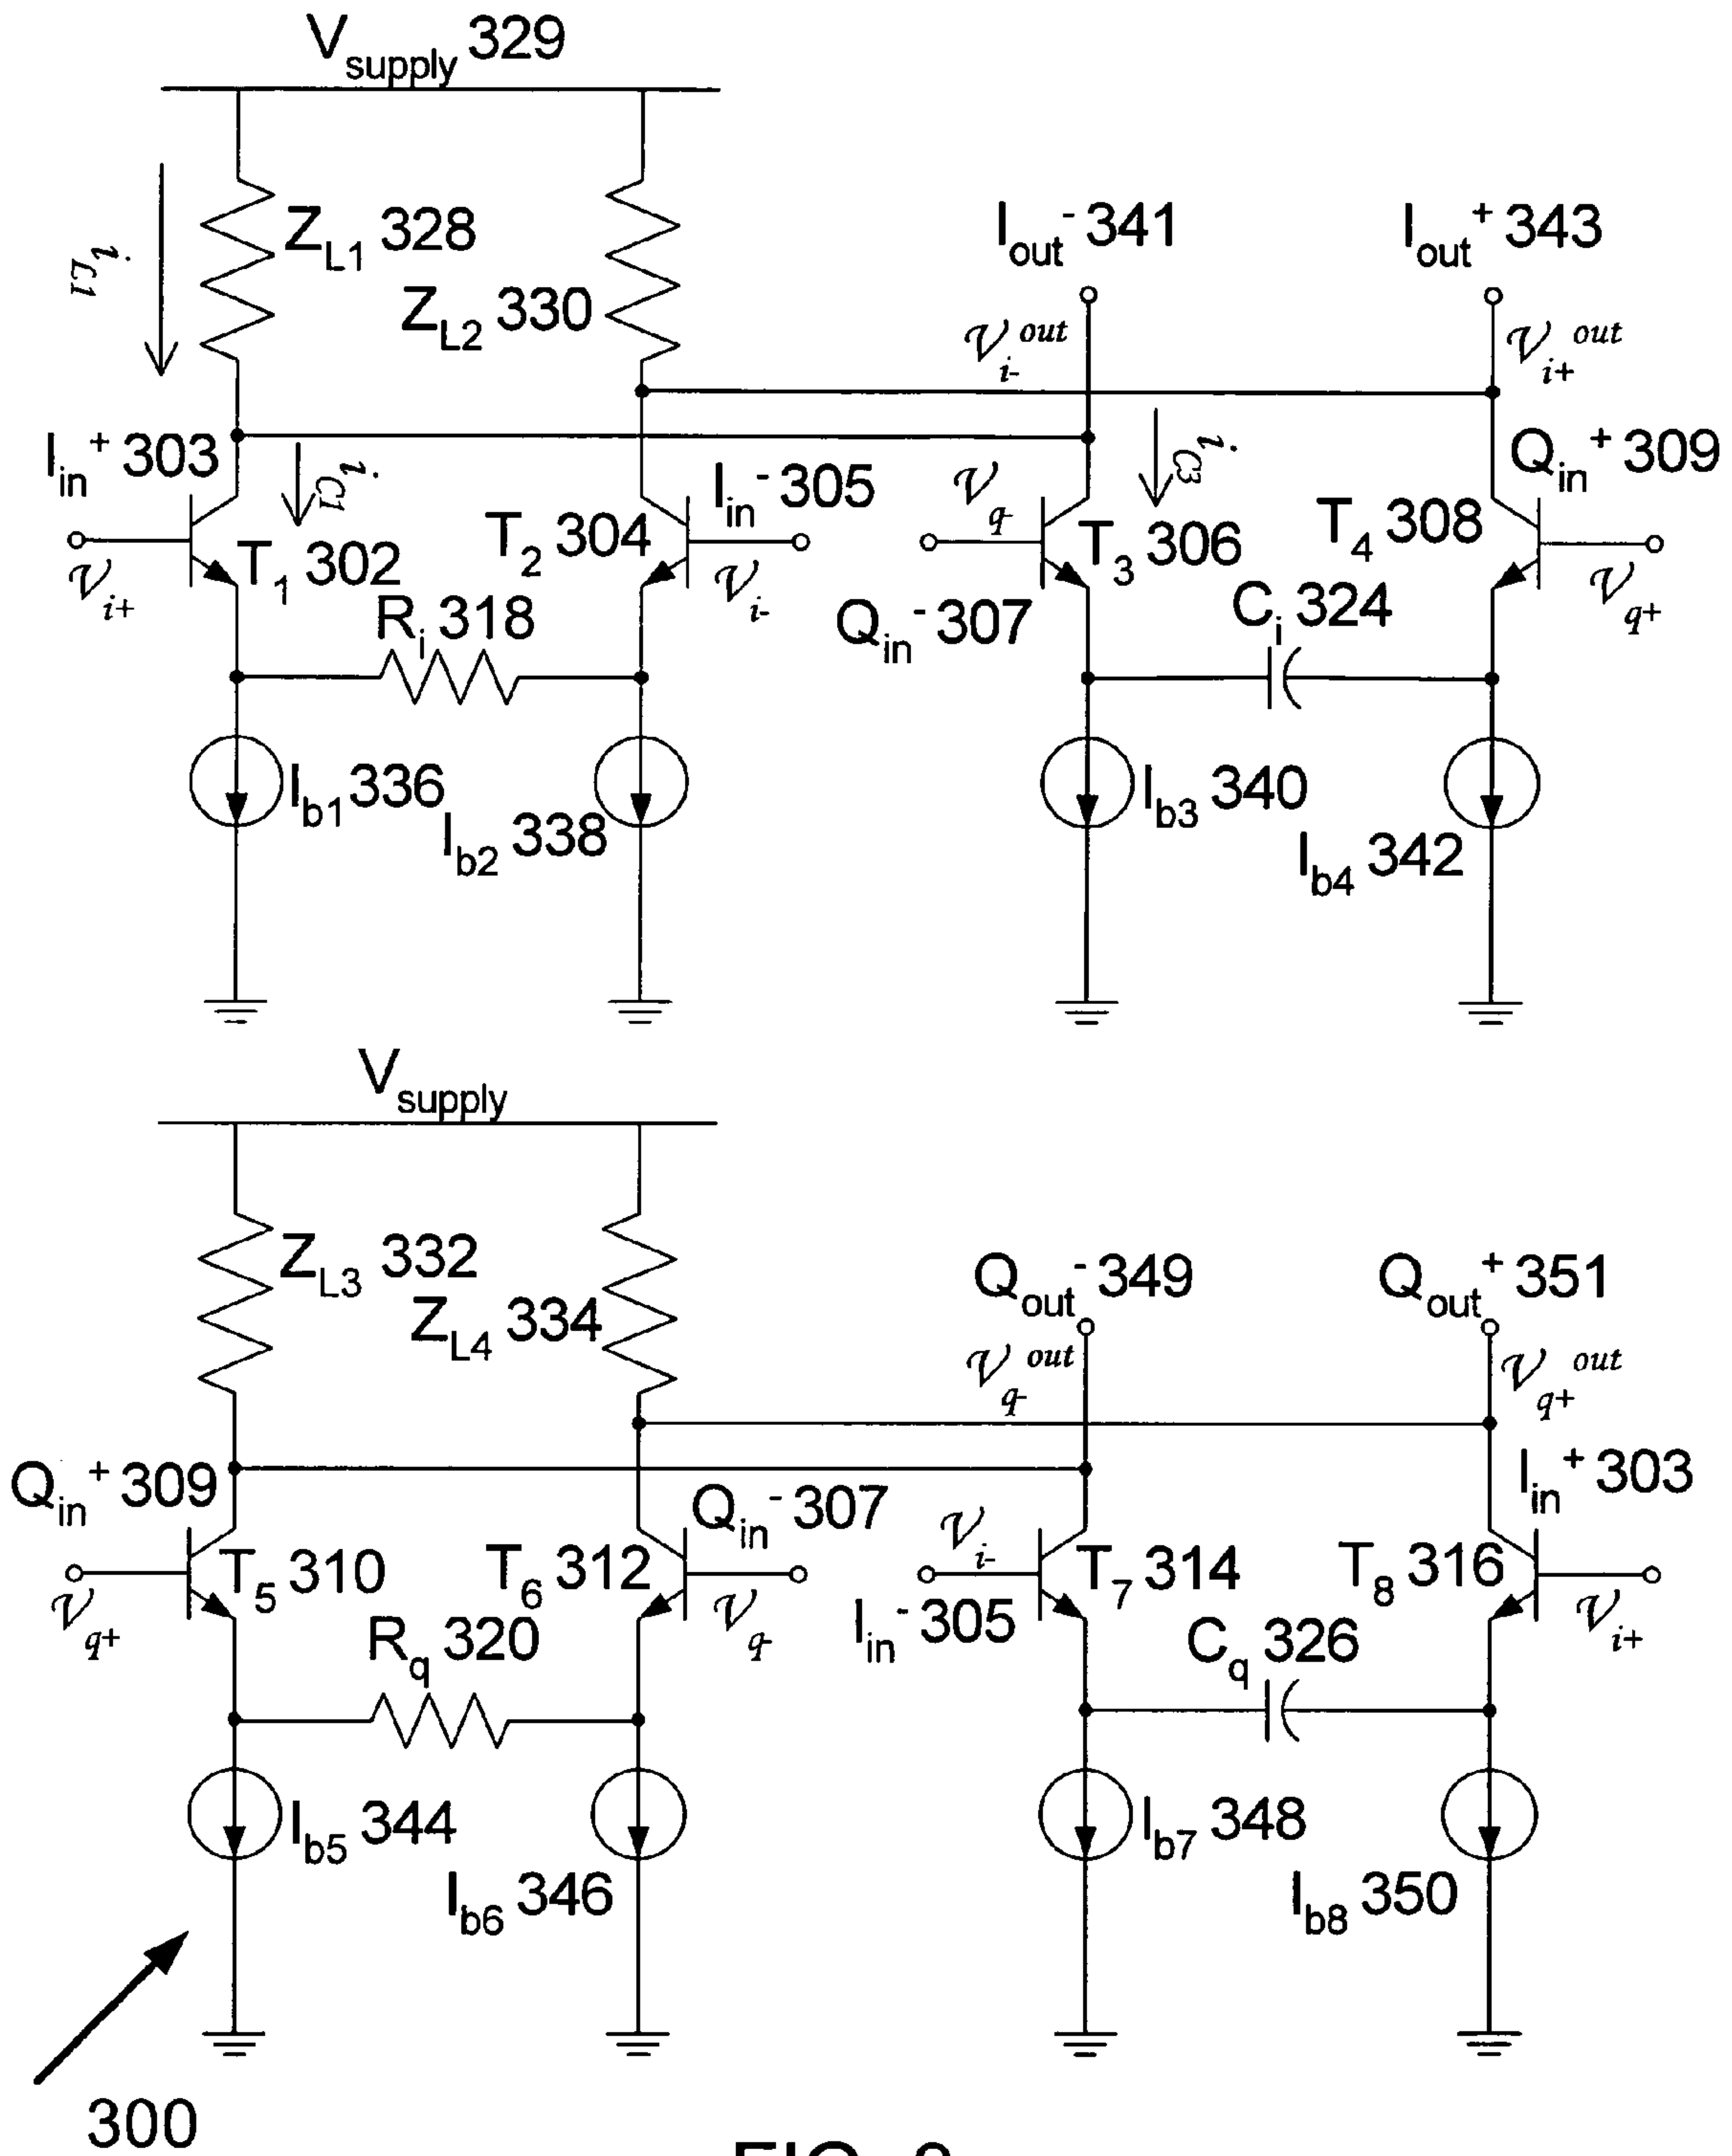 Vsupply 329
ZL1 328
iC1
ZL2 330
Iout- 341
Iout+ 343
Vi-out
Vi+out
Iin+ 303
iC1
Iin- 305
Vq-
iC3
Qin+ 309
T1 302
T2 304
T3 306
T4 308
Vi+
Vi-
Qin- 307
Vq+
Ri 318
Ci 324
Ib1 336
Ib2 338
Ib3 340
Ib4 342
Vsupply
ZL3 332
ZL4 334
Qout- 349
Qout+ 351
Vq-out
Vq+out
Qin+ 309
Qin- 307
Vi-
Iin+ 303
T5 310
T6 312
T7 314
T8 316
Vq+
Vq-
Iin- 305
Vi+
Rq 320
Cq 326
Ib5 344
Ib6 346
Ib7 348
Ib8 350
300
FIG.